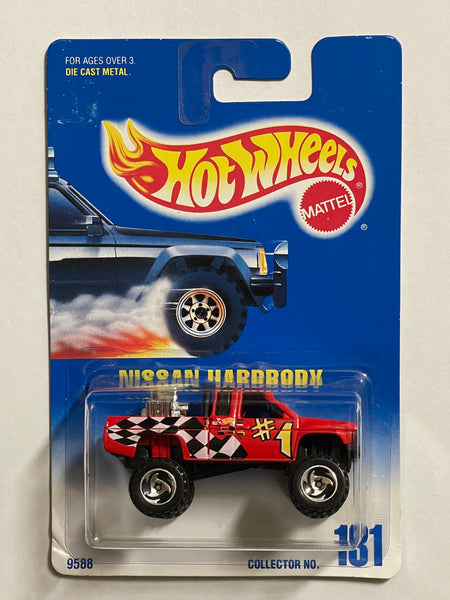 FOR AGES OVER 3.
DIE CAST METAL.
HOT WHEELS
®
MATTEL
®
NISSAN HARDBODY
#1
9588
COLLECTOR NO.
181